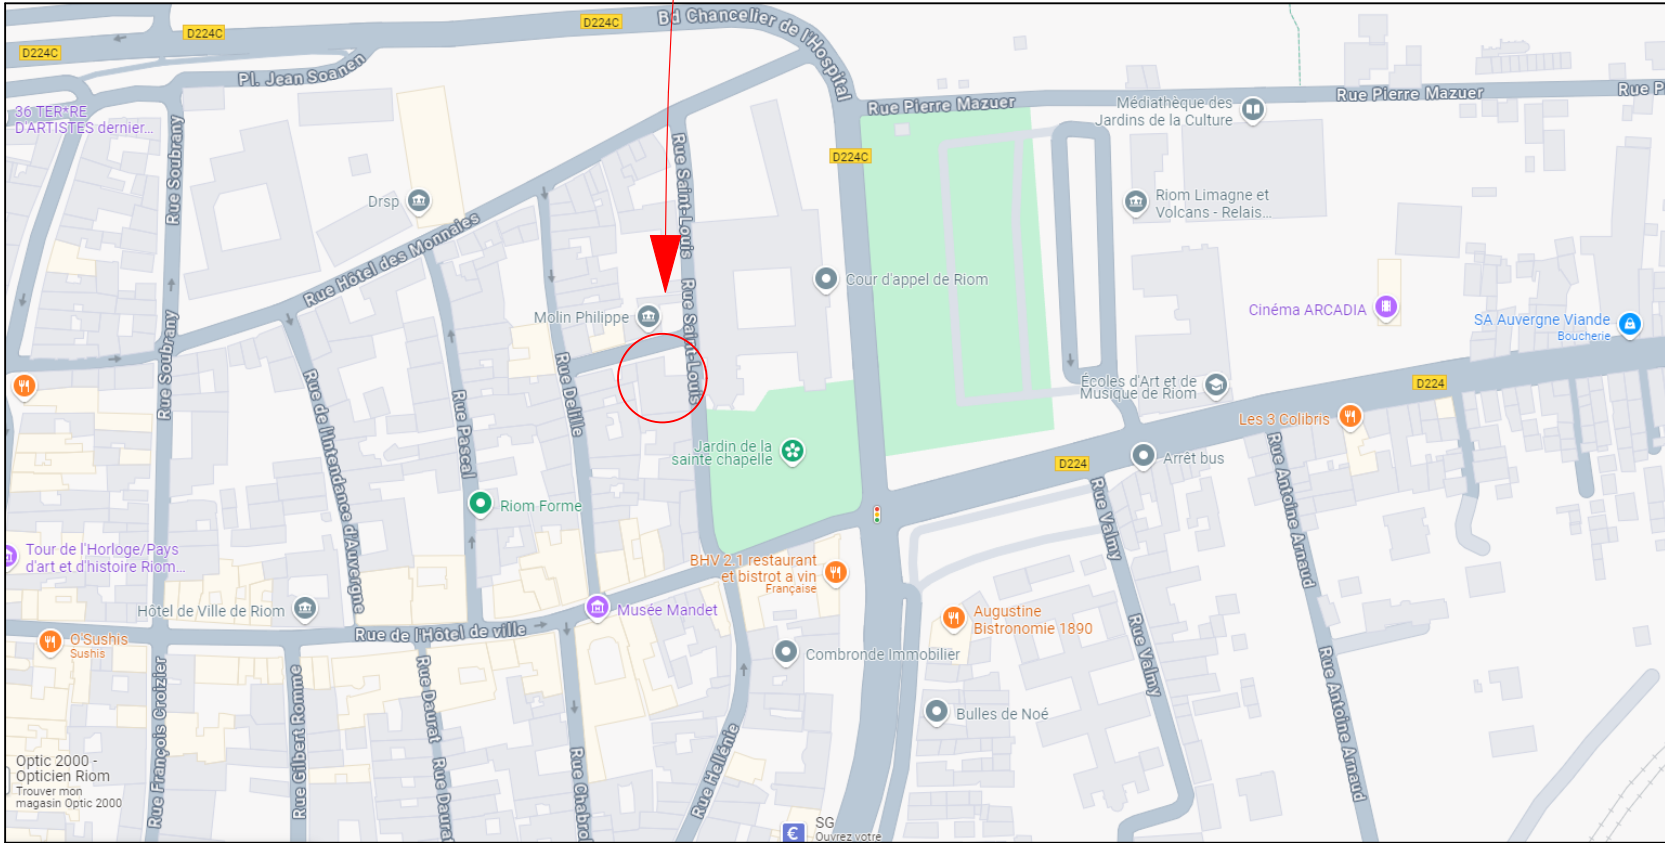 Bd Chancelier de l'Hospital
D224C
D224C
D224C
Pl. Jean Soanen
36 TER*RE
D'ARTISTES dernier...
Rue Soubrany
Rue Soubrany
Rue Pierre Mazuer
Rue Pierre Mazuer
Médiathèque des
Jardins de la Culture
D224C
Rue Saint-Louis
Rue Saint-Louis
Rue Saint-Louis
Drsp
Riom Limagne et
Volcans - Relais...
Rue Hôtel des Monnaies
Cour d'appel de Riom
Molin Philippe
Cinéma ARCADIA
SA Auvergne Viande
Boucherie
Rue Delille
Rue de l'Intendance d'Auvergne
Rue Pascal
Écoles d'Art et de
Musique de Riom
D224
Les 3 Colibris
Jardin de la
sainte chapelle
D224
Arrêt bus
Riom Forme
Rue Valmy
Rue Antoine Arnaud
Tour de l'Horloge/Pays
d'art et d'histoire Riom...
BHV 2 1 restaurant
et bistrot a vin
Française
Hôtel de Ville de Riom
Musée Mandet
Augustine
Bistronomie 1890
O'Sushis
Sushis
Rue de l'Hôtel de ville
Combronde Immobilier
Rue Valmy
Rue Antoine Arnaud
Rue François Croizier
Rue Gilbert Romme
Rue Daurat
Rue Daurat
Rue Chabrol
Rue Hellénie
Bulles de Noé
Optic 2000 -
Opticien Riom
Trouver mon
magasin Optic 2000
SG
Ouvrez votre